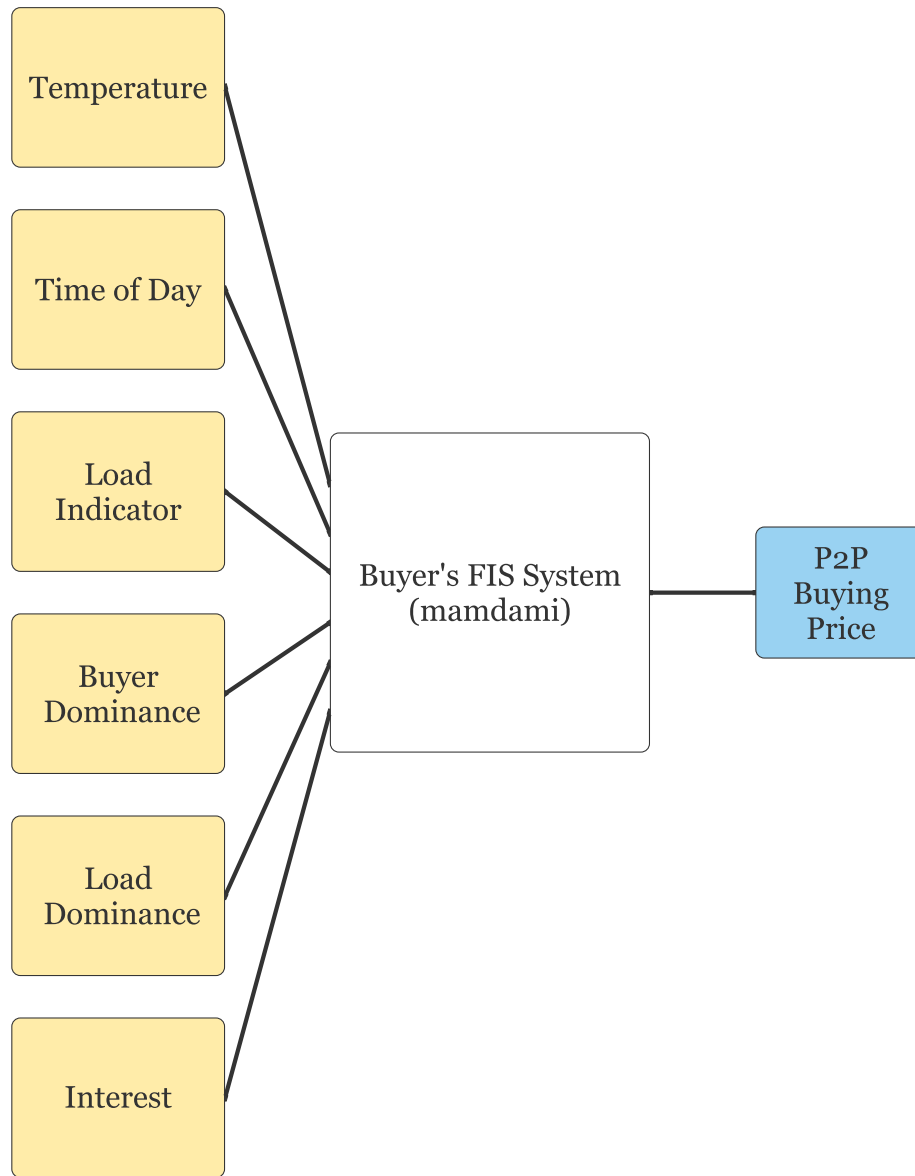 Temperature
Time of Day
Load
Indicator
Buyer
Dominance
Load
Dominance
Interest
Buyer's FIS System
(mamdami)
P2P
Buying
Price